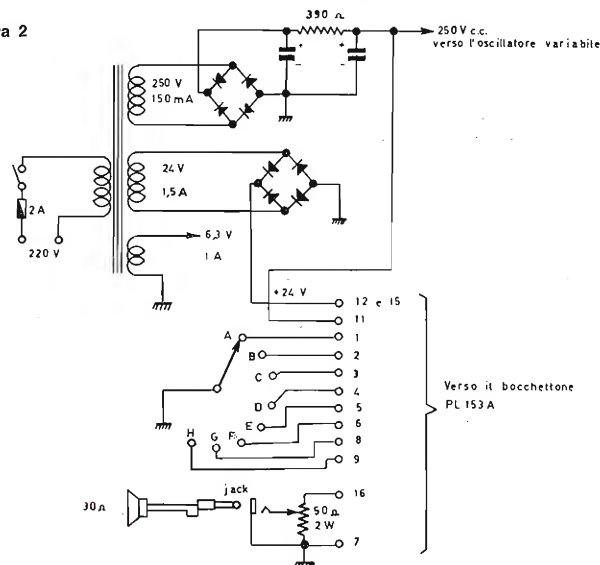 ra 2
390 Ω
250 V c.c.
verso l'oscillatore variabile
+ +
- -
250 V
150 mA
24 V
1,5 A
2 A
220 V
6,3 V
1 A
+24 V
12 e 15
11
A 1
B 2
C 3
D 4
E 5
F 6
G 8
H 9
Verso il bocchettone
PL 153 A
jack
30 Ω
16
50 Ω
2 W
7